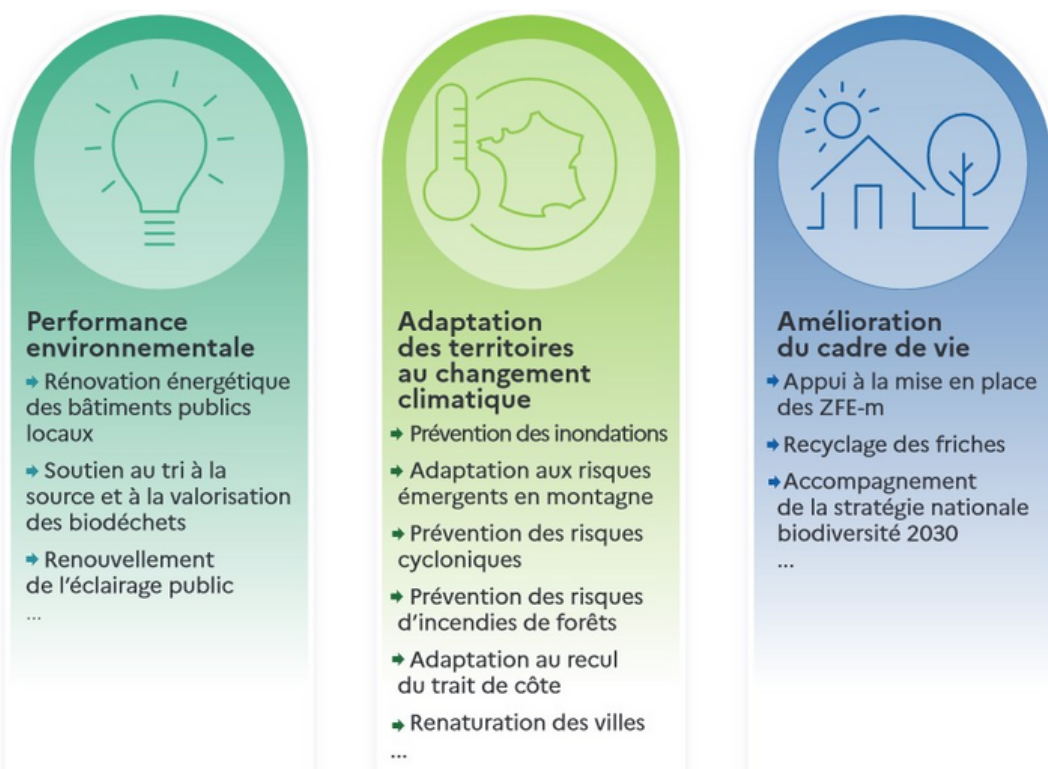 Performance
environnementale
➡ Rénovation énergétique
des bâtiments publics
locaux
➡ Soutien au tri à la
source et à la valorisation
des biodéchets
➡ Renouvellement
de l'éclairage public
...
Adaptation
des territoires
au changement
climatique
➡ Prévention des inondations
➡ Adaptation aux risques
émergents en montagne
➡ Prévention des risques
cycloniques
➡ Prévention des risques
d'incendies de forêts
➡ Adaptation au recul
du trait de côte
➡ Renaturation des villes
...
Amélioration
du cadre de vie
➡ Appui à la mise en place
des ZFE-m
➡ Recyclage des friches
➡ Accompagnement
de la stratégie nationale
biodiversité 2030
...